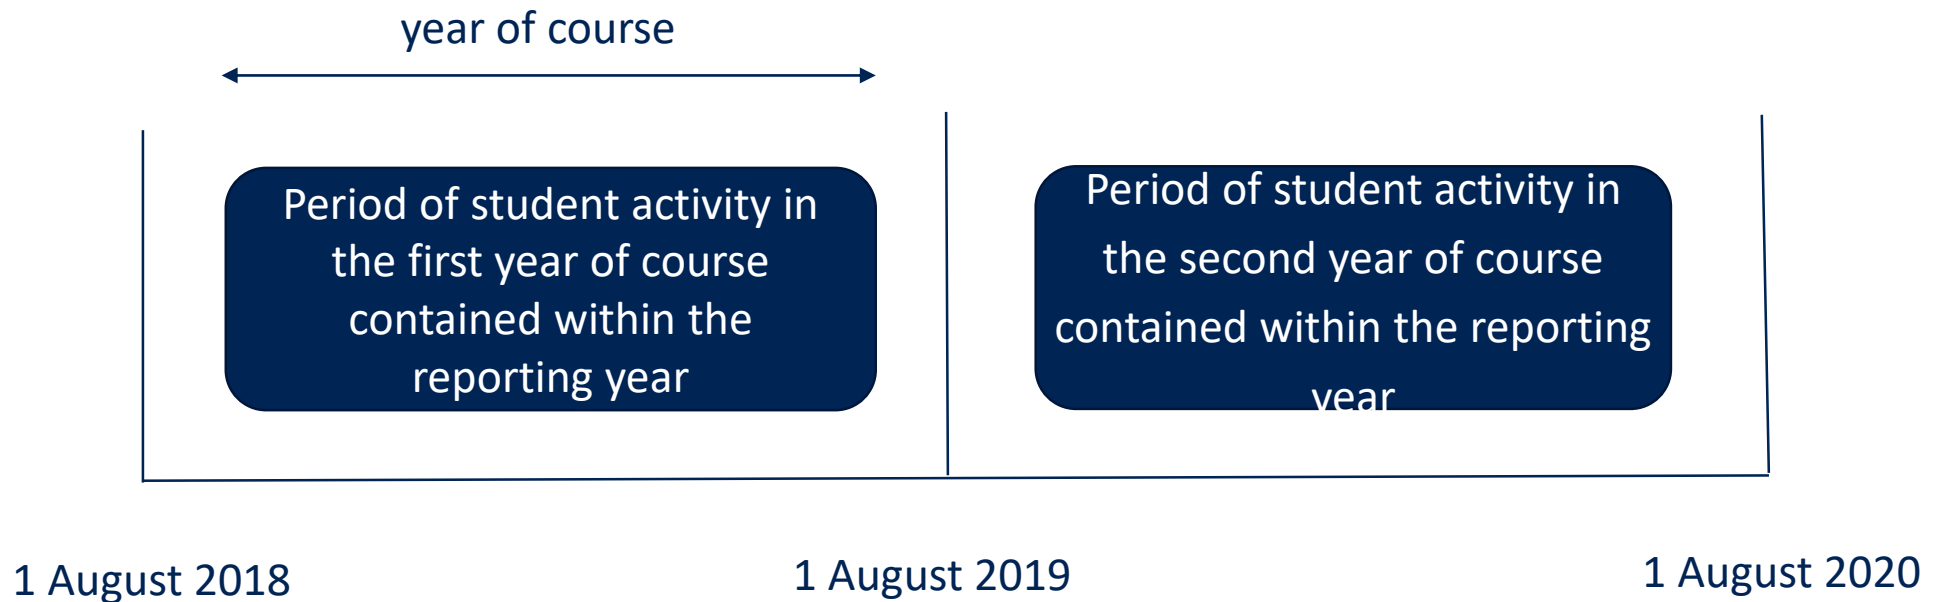 year of course
Period of student activity in
the first year of course
contained within the
reporting year
Period of student activity in
the second year of course
contained within the reporting
year
1 August 2018
1 August 2019
1 August 2020